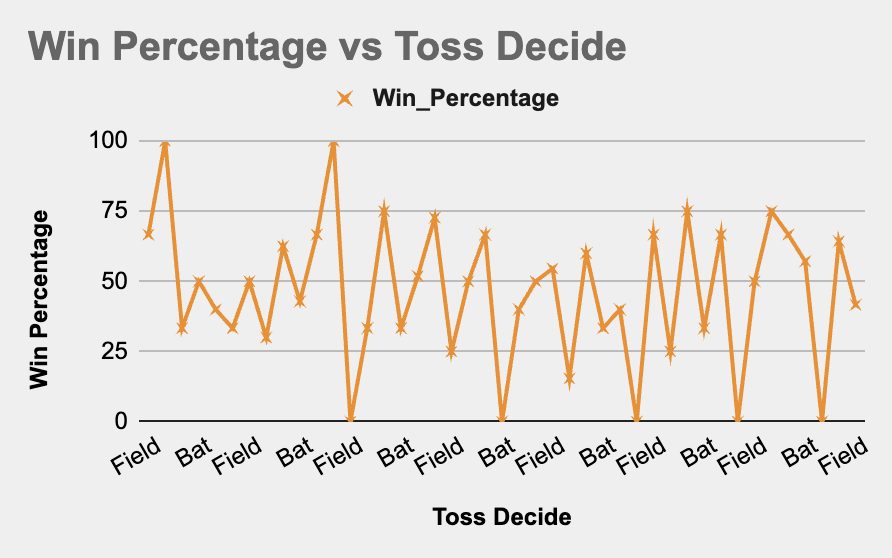 Win Percentage vs Toss Decide
Win_Percentage
100
75
50
25
0
Win Percentage
Field
Bat
Field
Bat
Field
Bat
Field
Bat
Field
Bat
Field
Bat
Field
Bat
Field
Toss Decide